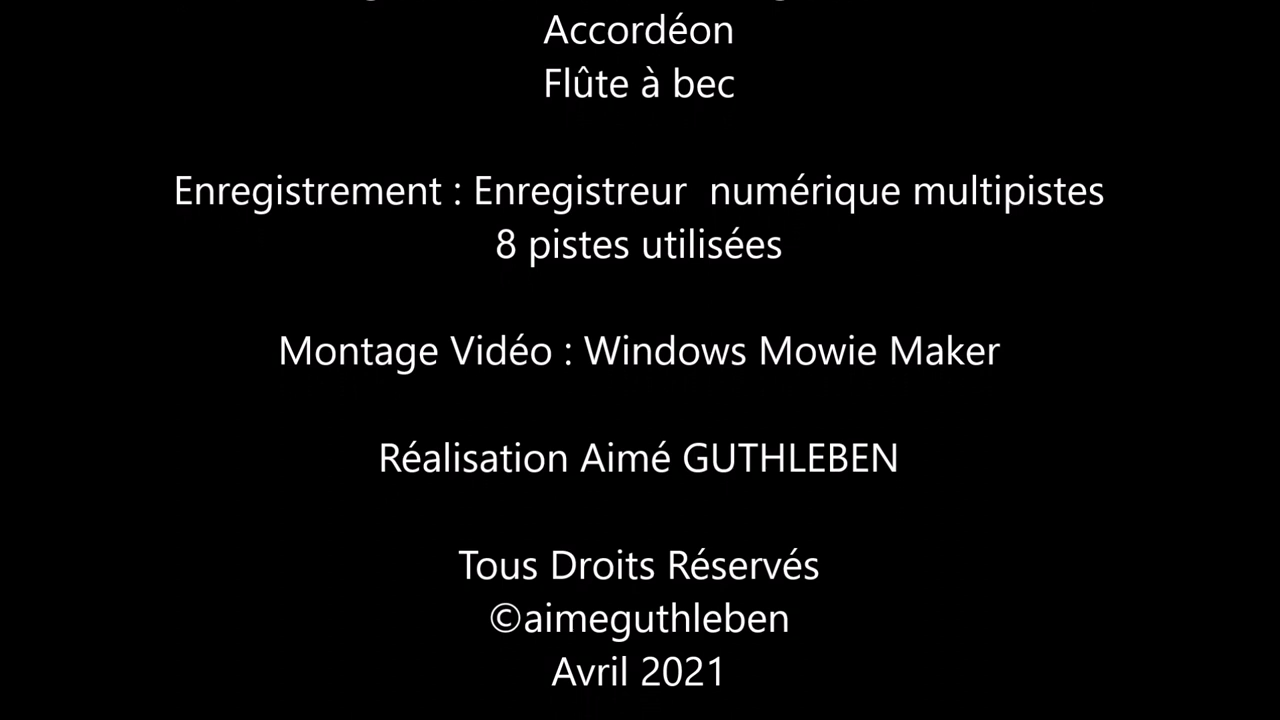 Accordéon
Flûte à bec
Enregistrement : Enregistreur  numérique multipistes
8 pistes utilisées
Montage Vidéo : Windows Mowie Maker
Réalisation Aimé GUTHLEBEN
Tous Droits Réservés
©aimeguthleben
Avril 2021